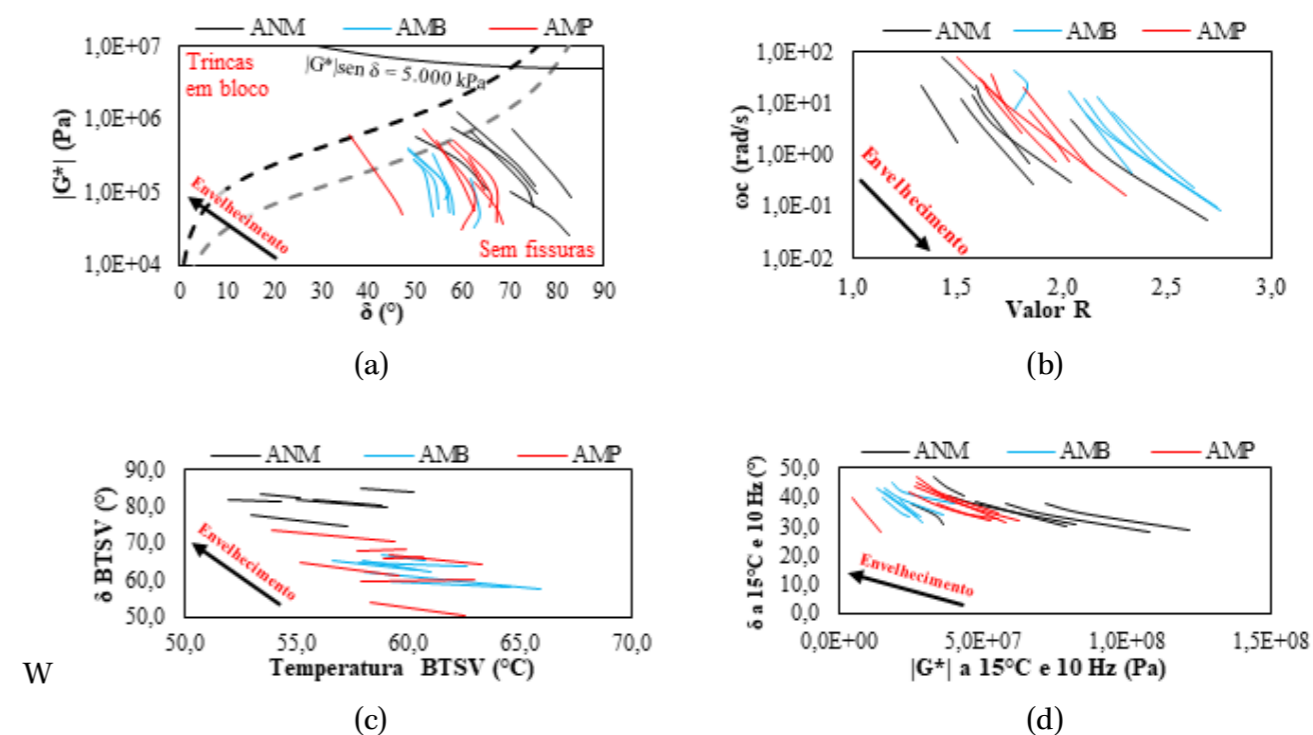 ANM AMB AMP
1,0E+07
1,0E+06
1,0E+05
1,0E+04
|G*| (Pa)
Trincas
em bloco
|G*|sen δ = 5.000 kPa
Envelhecimento
Sem fissuras
0 10 20 30 40 50 60 70 80 90
δ (°)
(a)
ANM AMB AMP
1,0E+02
1,0E+01
1,0E+00
1,0E-01
1,0E-02
ωc (rad/s)
Envelhecimento
1,0 1,5 2,0 2,5 3,0
Valor R
(b)
ANM AMB AMP
90,0
80,0
70,0
60,0
50,0
δ BTSV (°)
Envelhecimento
50,0 55,0 60,0 65,0 70,0
Temperatura BTSV (°C)
W
(c)
ANM AMB AMP
50,0
40,0
30,0
20,0
10,0
0,0
δ a 15°C e 10 Hz (°)
Envelhecimento
0,0E+00 5,0E+07 1,0E+08 1,5E+08
|G*| a 15°C e 10 Hz (Pa)
(d)